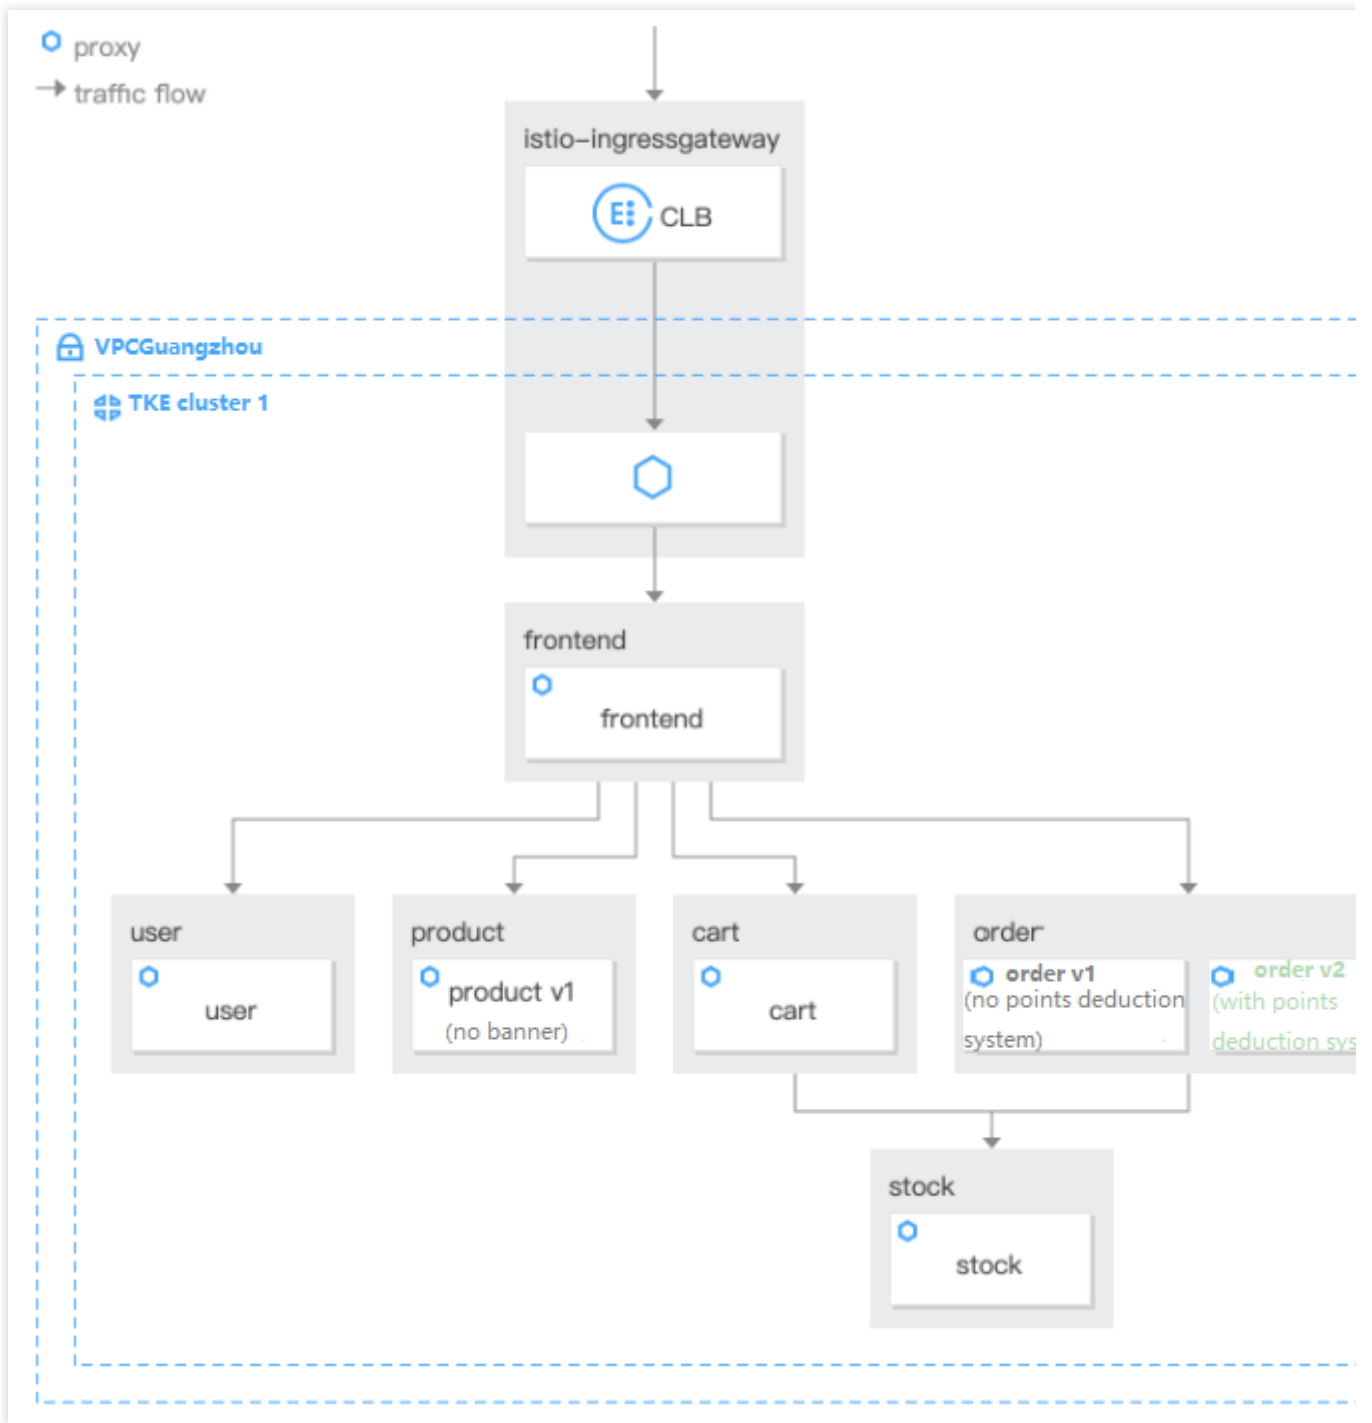 proxy
traffic flow
istio-ingressgateway
CLB
VPCGuangzhou
TKE cluster 1
frontend
frontend
user
user
product
product v1
(no banner)
cart
cart
order
order v1
(no points deduction
system)
order v2
(with points
deduction sys
stock
stock